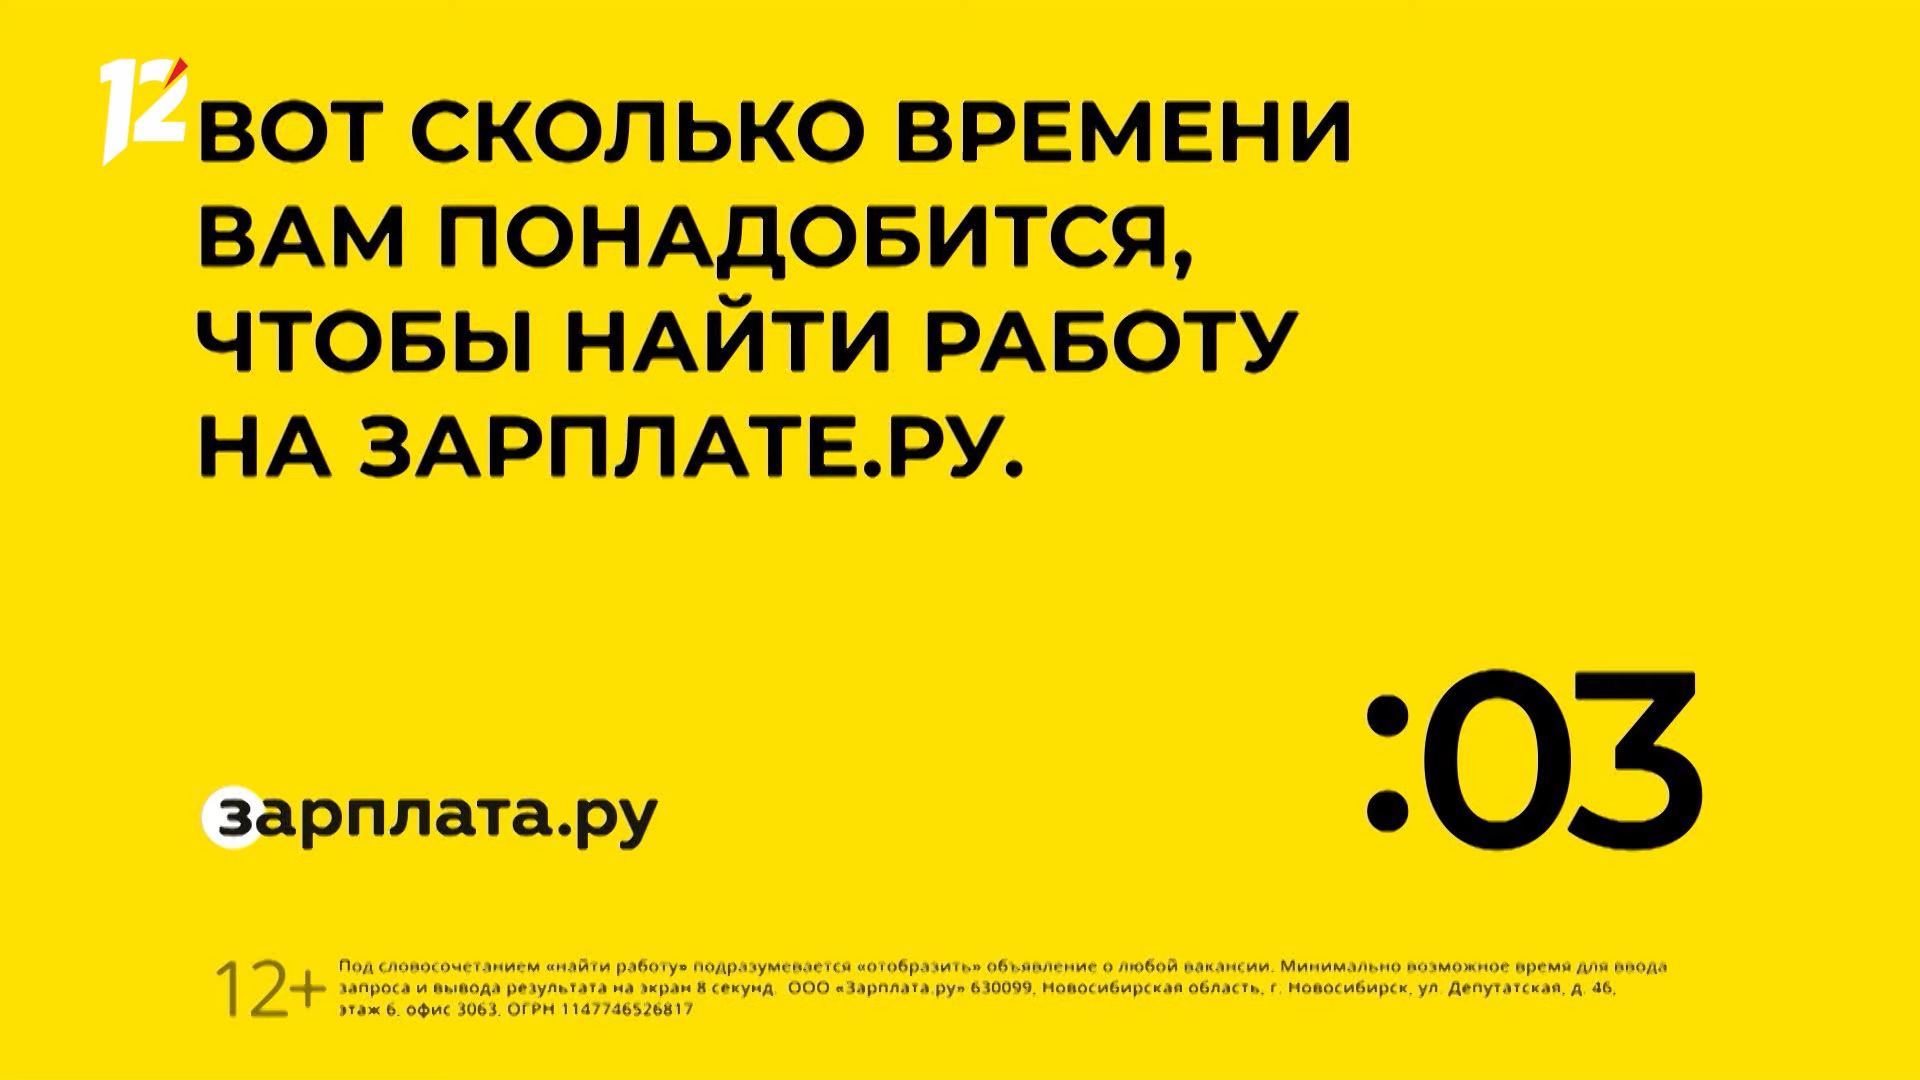 12
ВОТ СКОЛЬКО ВРЕМЕНИ
ВАМ ПОНАДОБИТСЯ,
ЧТОБЫ НАЙТИ РАБОТУ
НА ЗАРПЛАТЕ.РУ.
:03
зарплата.ру
12+
Под словосочетанием «найти работу» подразумевается «отобразить» объявление о любой вакансии. Минимально возможное время для ввода
запроса и вывода результата на экран 8 секунд. ООО «Зарплата.ру» 630099, Новосибирская область, г. Новосибирск, ул. Депутатская, д. 46,
этаж 6, офис 3063, ОГРН 1147746526817